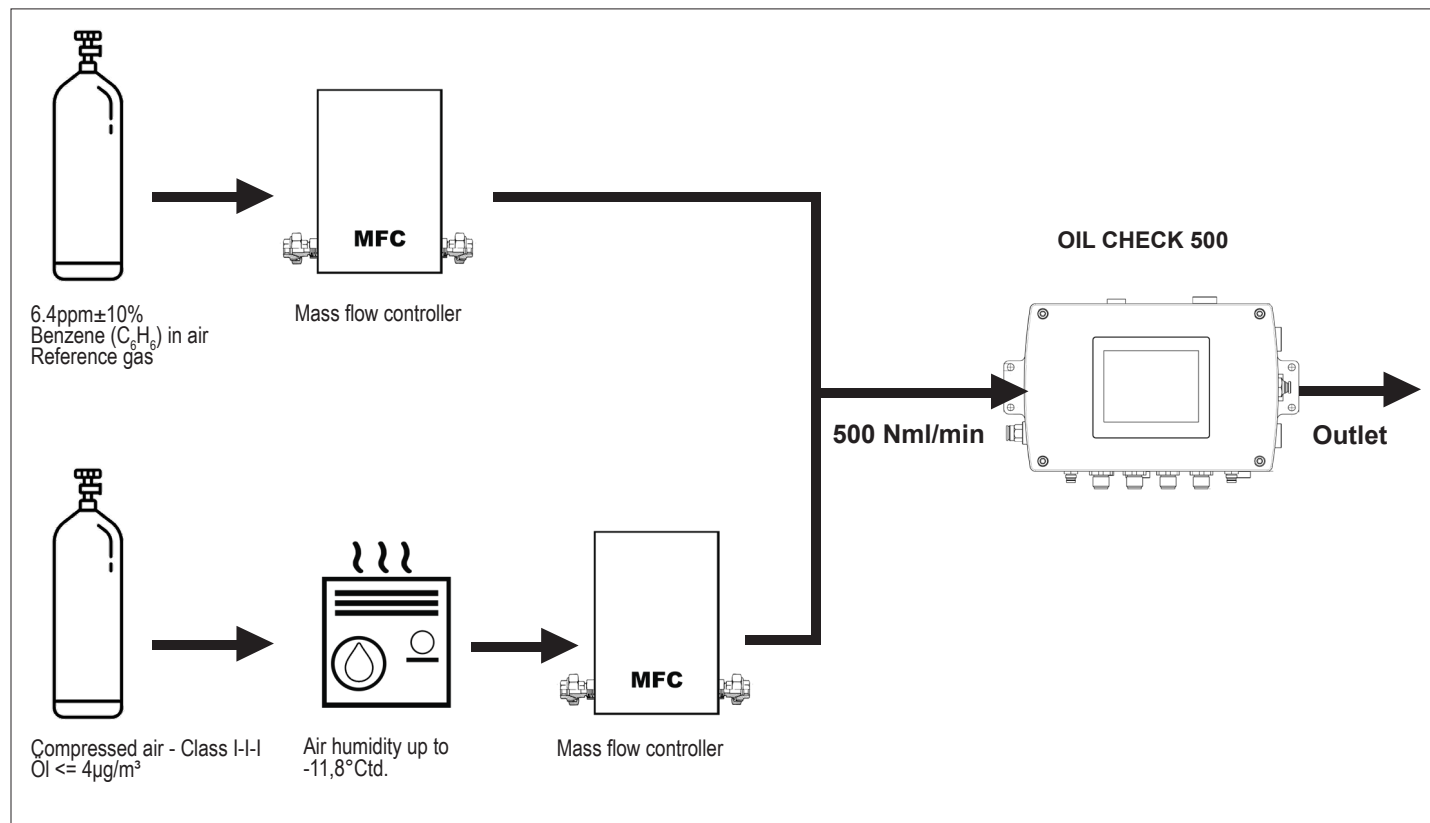 MFC
6.4ppm±10%
Benzene (C₆H₆) in air
Reference gas
Mass flow controller
OIL CHECK 500
500 Nml/min
Outlet
MFC
Compressed air - Class I-I-I
Öl <= 4µg/m³
Air humidity up to
-11,8°Ctd.
Mass flow controller